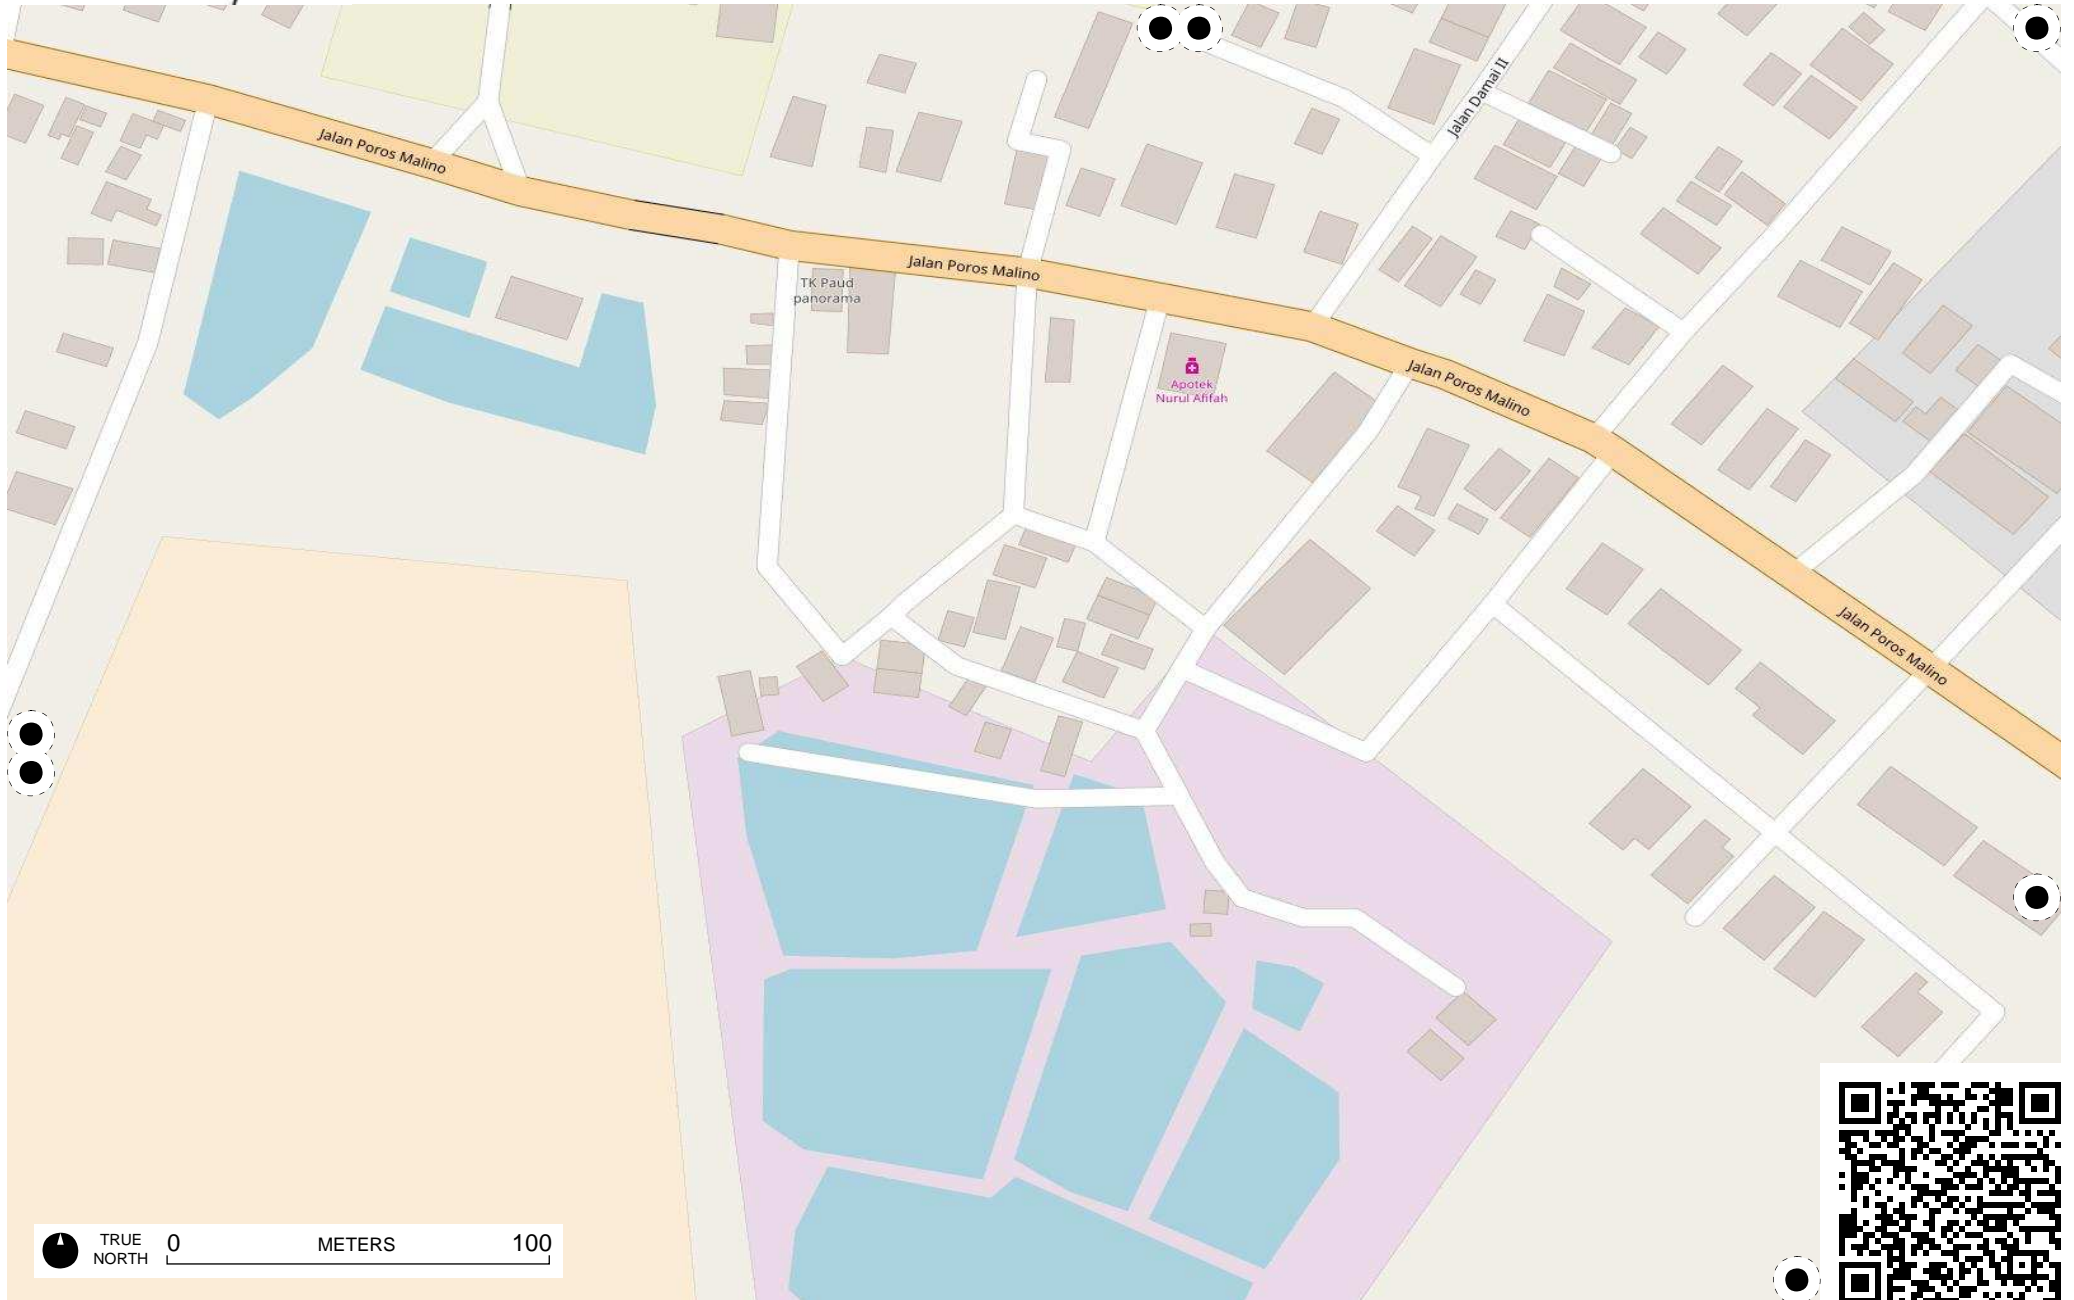 Jalan Damai II
Jalan Poros Malino
Jalan Poros Malino
TK Paud
panorama
Apotek
Nurul Afifah
Jalan Poros Malino
Jalan Poros Malino
TRUE
NORTH
0
METERS
100